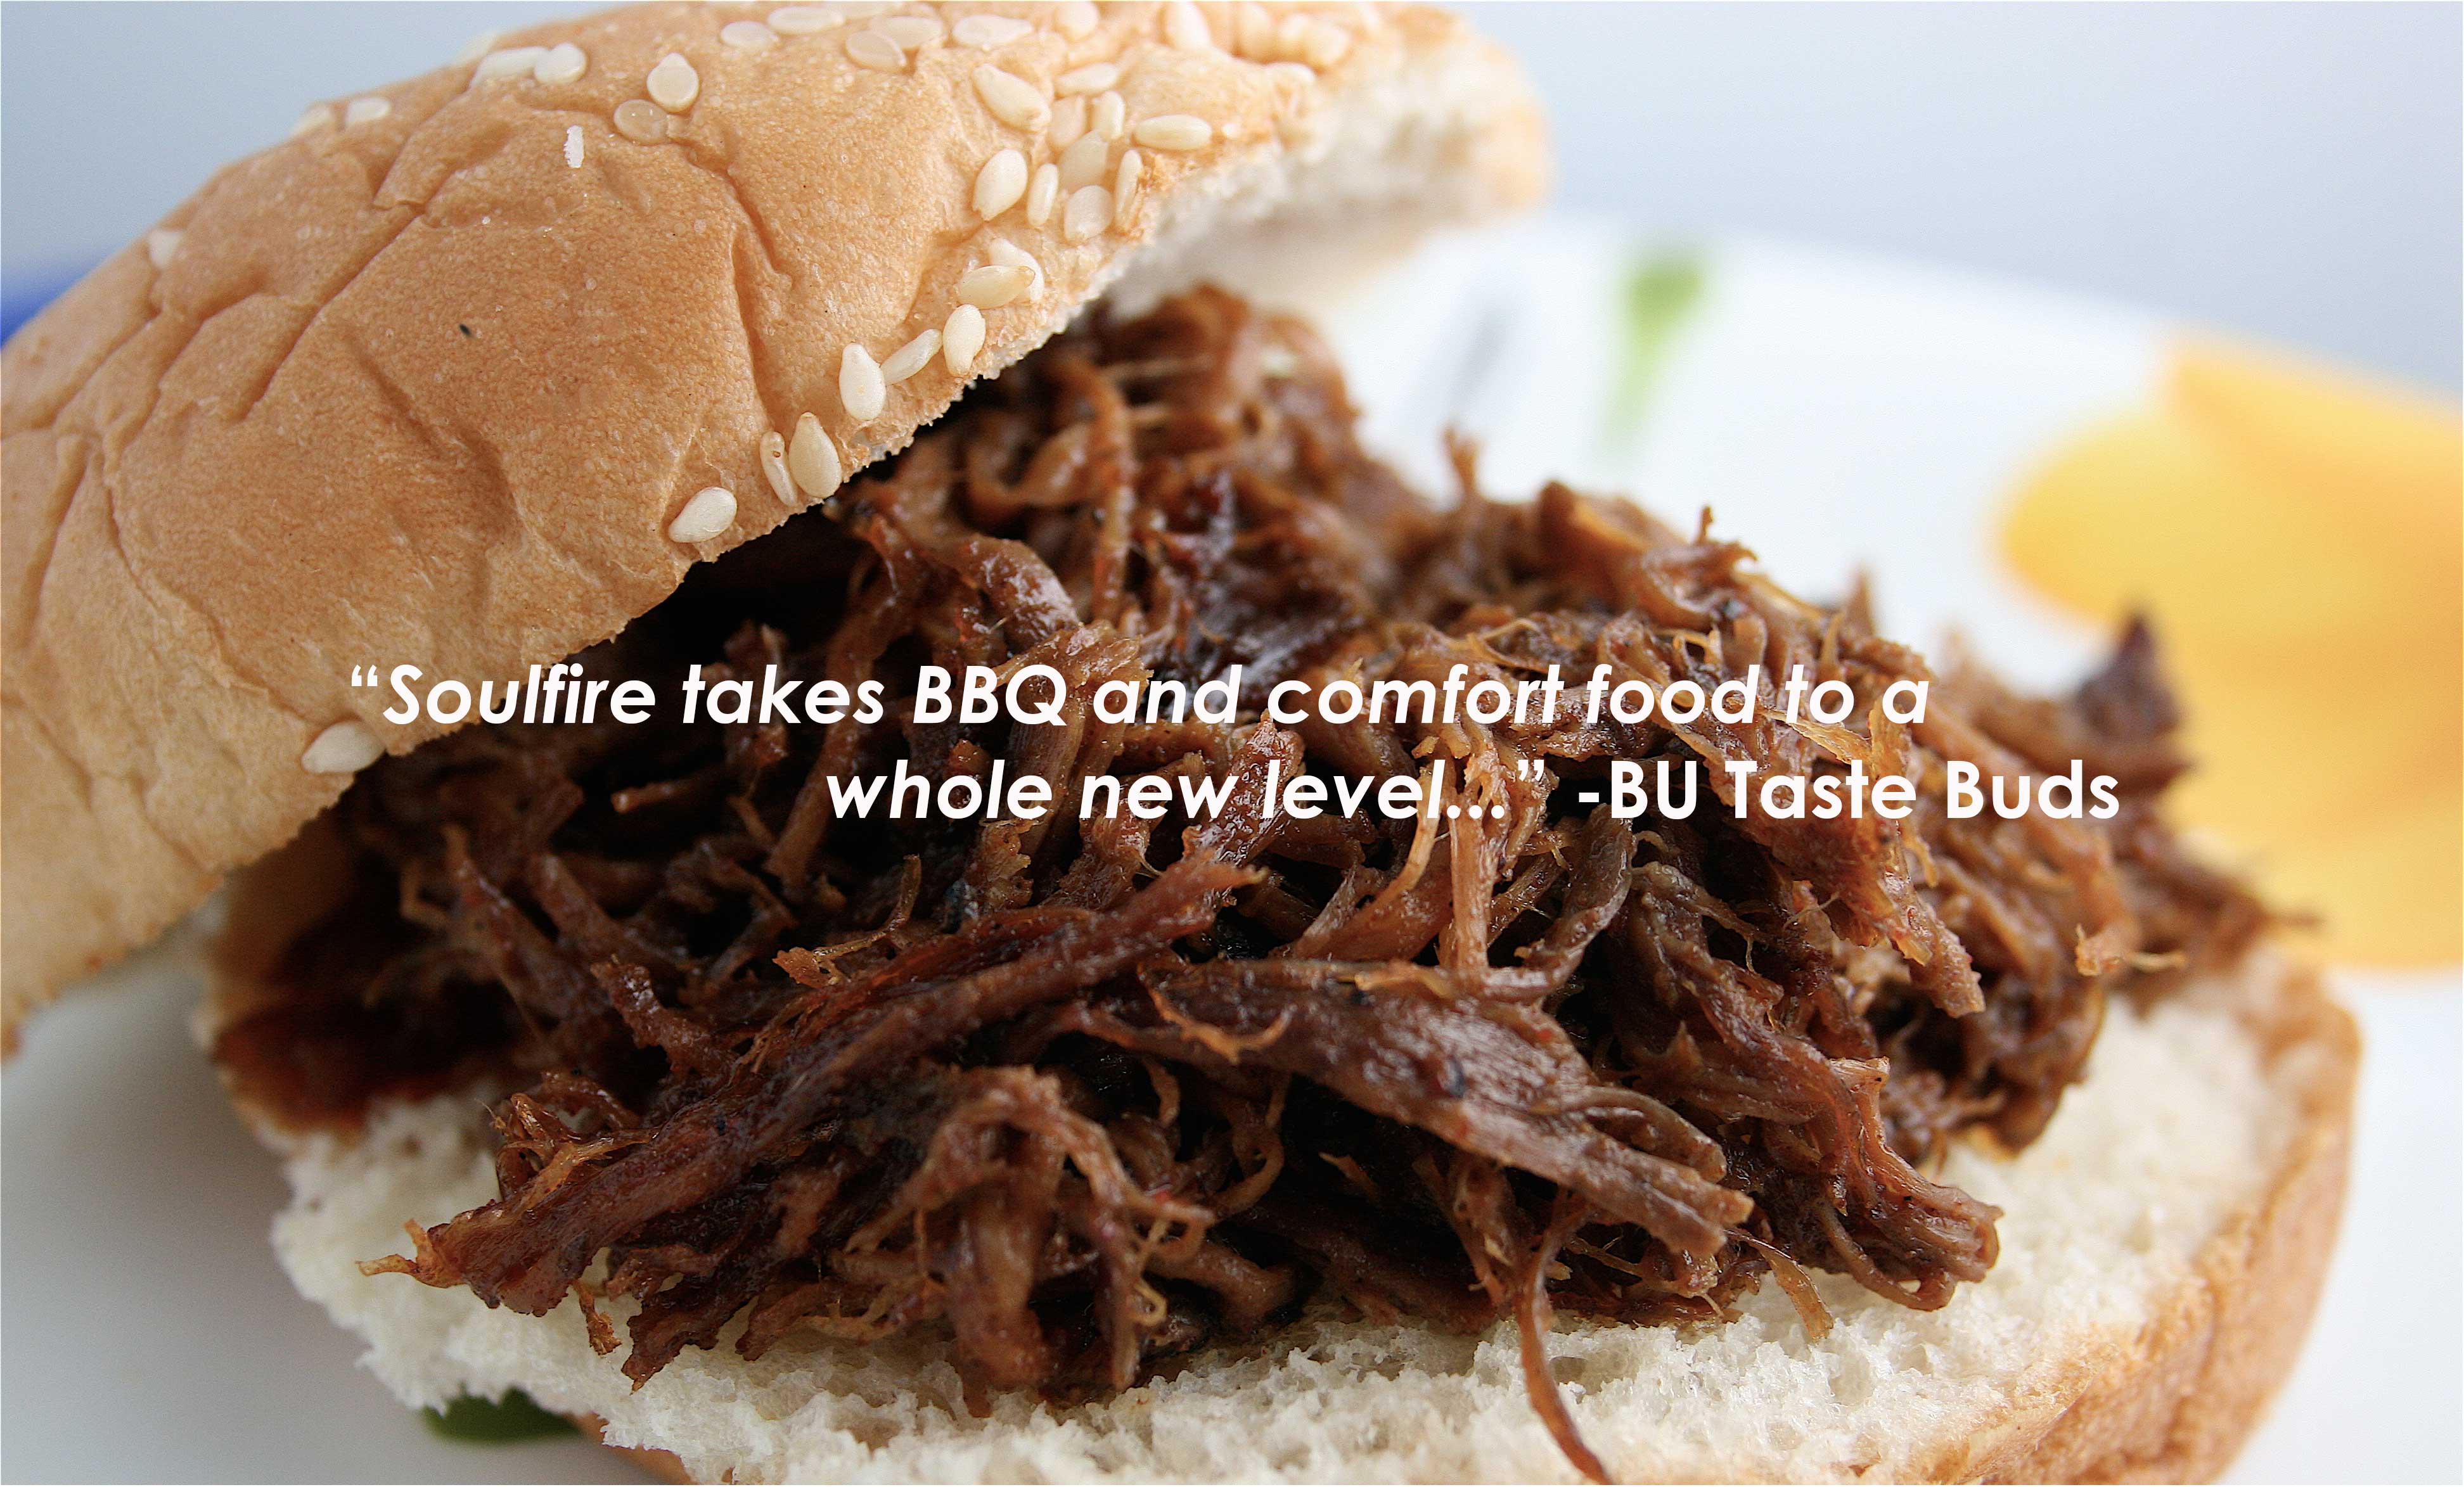 “Soulfire takes BBQ and comfort food to a
whole new level...” -BU Taste Buds